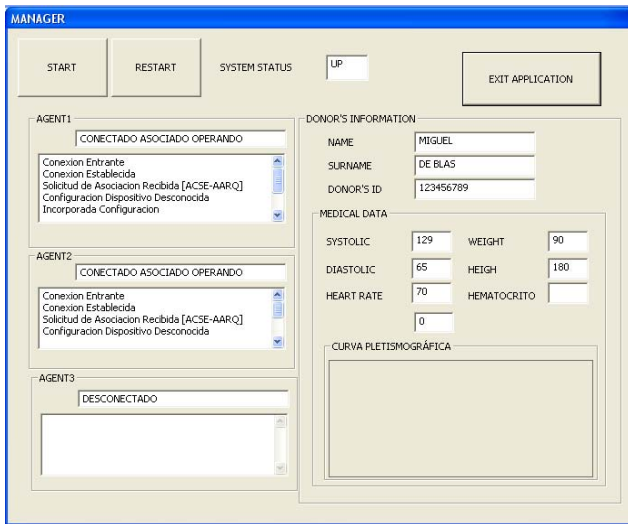 MANAGER
START
RESTART
SYSTEM STATUS
UP
EXIT APPLICATION
AGENT1
CONECTADO ASOCIADO OPERANDO
Conexion Entrante
Conexion Establecida
Solicitud de Asociacion Recibida [ACSE-AARQ]
Configuracion Dispositivo Desconocida
Incorporada Configuracion
AGENT2
CONECTADO ASOCIADO OPERANDO
Conexion Entrante
Conexion Establecida
Solicitud de Asociacion Recibida [ACSE-AARQ]
Configuracion Dispositivo Desconocida
AGENT3
DESCONECTADO
DONOR'S INFORMATION
NAME MIGUEL
SURNAME DE BLAS
DONOR'S ID 123456789
MEDICAL DATA
SYSTOLIC 129 WEIGHT 90
DIASTOLIC 65 HEIGH 180
HEART RATE 70 HEMATOCRITO
0
CURVA PLETISMOGRÁFICA